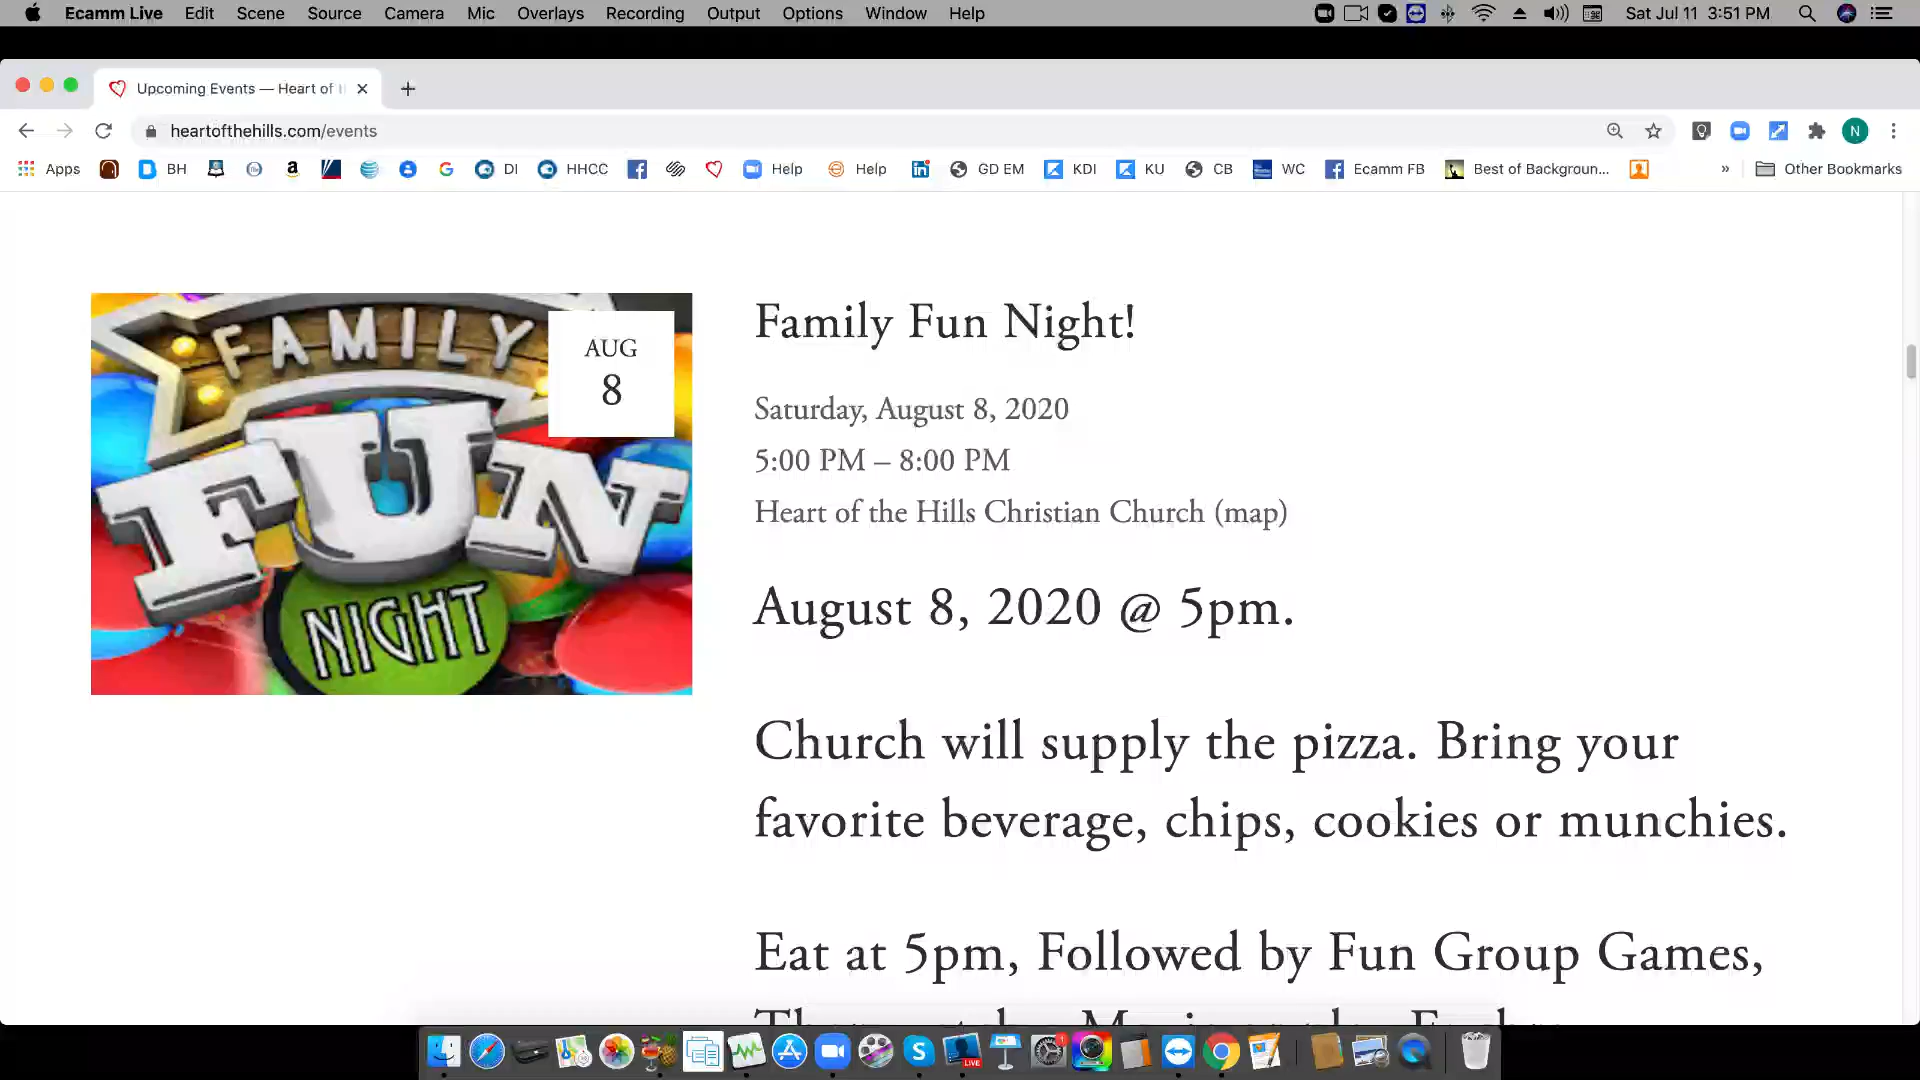 Ecamm Live Edit Scene Source Camera Mic Overlays Recording Output Options Window Help Sat Jul 11 3:51 PM
Upcoming Events — Heart of
heartofthehills.com/events
N
Apps BH DI HHCC Help Help GD EM KDI KU CB WC Ecamm FB Best of Backgroun... » Other Bookmarks
FAMILY
FUN
NIGHT
AUG
8
Family Fun Night!
Saturday, August 8, 2020
5:00 PM – 8:00 PM
Heart of the Hills Christian Church (map)
August 8, 2020 @ 5pm.
Church will supply the pizza. Bring your
favorite beverage, chips, cookies or munchies.
Eat at 5pm, Followed by Fun Group Games,
LIVE
1